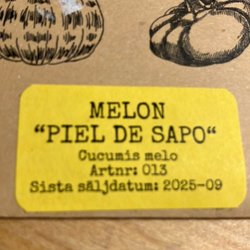 MELON
“PIEL DE SAPO“
Cucumis melo
Artnr: 013
Sista säljdatum: 2025-09